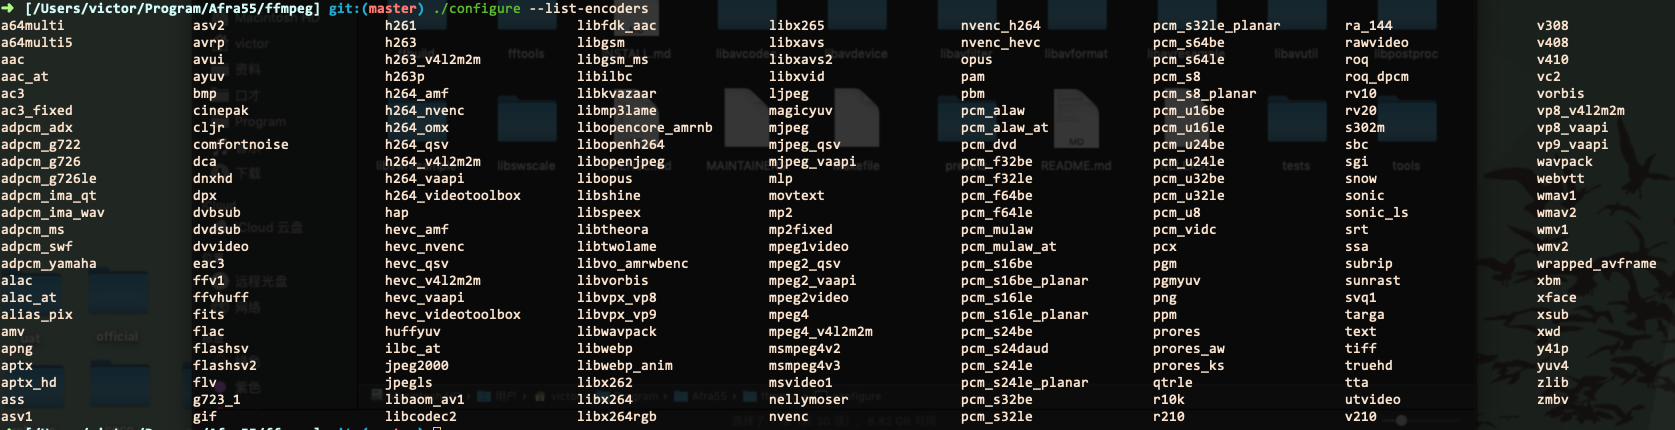 ➜ [/Users/victor/Program/Afra55/ffmpeg] git:(master) ./configure --list-encoders
a64multi asv2 h261 libfdk_aac libx265 nvenc_h264 pcm_s32le_planar ra_144 v308
a64multi5 avrp h263 libgsm libxavs nvenc_hevc pcm_s64be rawvideo v408
aac avui h263_v4l2m2m libgsm_ms libxavs2 opus pcm_s64le roq v410
aac_at ayuv h263p libilbc libxvid pam pcm_s8 roq_dpcm vc2
ac3 bmp h264_amf libkvazaar ljpeg pbm pcm_s8_planar rv10 vorbis
ac3_fixed cinepak h264_nvenc libmp3lame magicyuv pcm_alaw pcm_u16be rv20 vp8_v4l2m2m
adpcm_adx cljr h264_omx libopencore_amrnb mjpeg pcm_alaw_at pcm_u16le s302m vp8_vaapi
adpcm_g722 comfortnoise h264_qsv libopenh264 mjpeg_qsv pcm_dvd pcm_u24be sbc vp9_vaapi
adpcm_g726 dca h264_v4l2m2m libopenjpeg mjpeg_vaapi pcm_f32be pcm_u24le sgi wavpack
adpcm_g726le dnxhd h264_vaapi libopus mlp pcm_f32le pcm_u32be snow webvtt
adpcm_ima_qt dpx h264_videotoolbox libshine movtext pcm_f64be pcm_u32le sonic wmav1
adpcm_ima_wav dvbsub hap libspeex mp2 pcm_f64le pcm_u8 sonic_ls wmav2
adpcm_ms dvdsub hevc_amf libtheora mp2fixed pcm_mulaw pcm_vidc srt wmv1
adpcm_swf dvvideo hevc_nvenc libtwolame mpeg1video pcm_mulaw_at pcx ssa wmv2
adpcm_yamaha eac3 hevc_qsv libvo_amrwbenc mpeg2_qsv pcm_s16be pgm subrip wrapped_avframe
alac ffv1 hevc_v4l2m2m libvorbis mpeg2_vaapi pcm_s16be_planar pgmyuv sunrast xbm
alac_at ffvhuff hevc_vaapi libvpx_vp8 mpeg2video pcm_s16le png svq1 xface
alias_pix fits hevc_videotoolbox libvpx_vp9 mpeg4 pcm_s16le_planar ppm targa xsub
amv flac huffyuv libwavpack mpeg4_v4l2m2m pcm_s24be prores text xwd
apng flashsv ilbc_at libwebp msmpeg4v2 pcm_s24daud prores_aw tiff y41p
aptx flashsv2 jpeg2000 libwebp_anim msmpeg4v3 pcm_s24le prores_ks truehd yuv4
aptx_hd flv jpegls libx262 msvideo1 pcm_s24le_planar qtrle tta zlib
ass g723_1 libaom_av1 libx264 nellymoser pcm_s32be r10k utvideo zmbv
asv1 gif libcodec2 libx264rgb nvenc pcm_s32le r210 v210